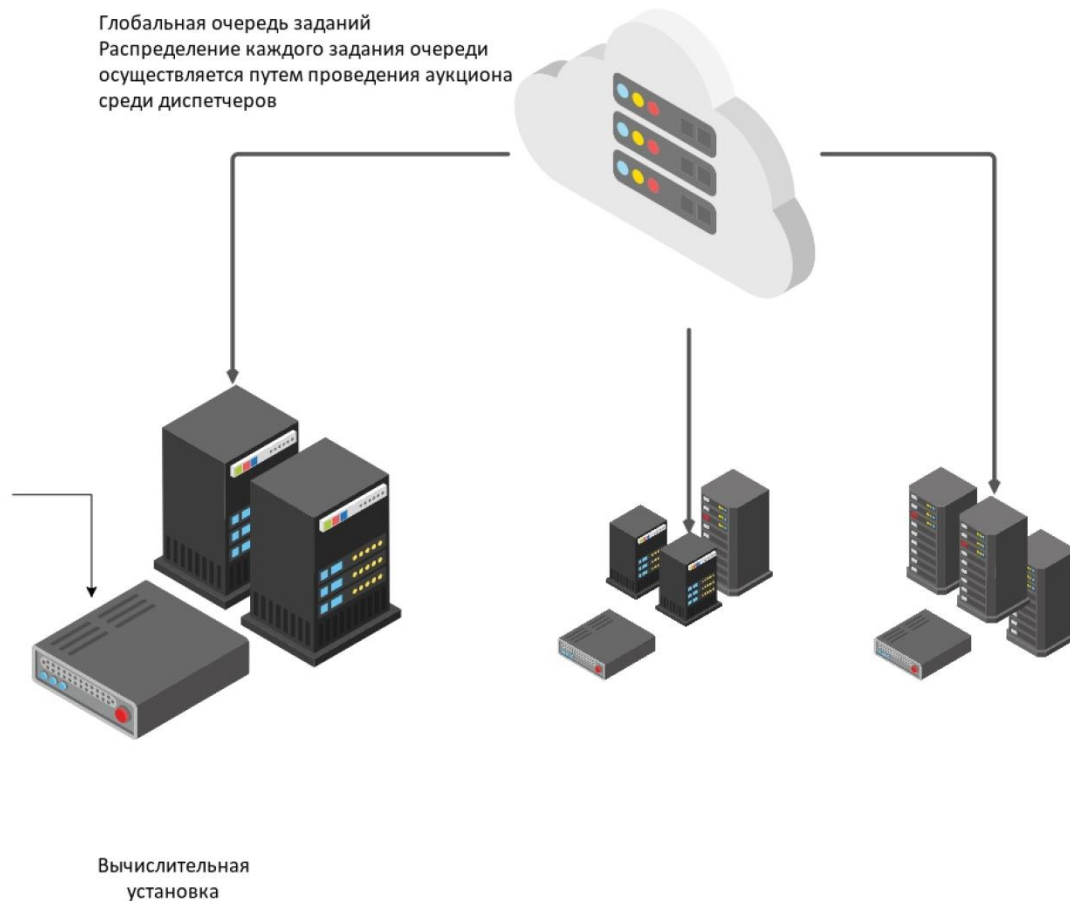 Глобальная очередь заданий
Распределение каждого задания очереди
осуществляется путем проведения аукциона
среди диспетчеров
Вычислительная
установка